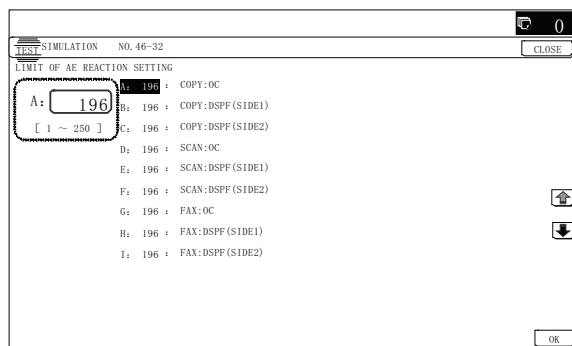 0
TEST SIMULATION NO.46-32
CLOSE
LIMIT OF AE REACTION SETTING
A: 196
[ 1 ~ 250 ]
A: 196 : COPY:OC
B: 196 : COPY:DSPF(SIDE1)
C: 196 : COPY:DSPF(SIDE2)
D: 196 : SCAN:OC
E: 196 : SCAN:DSPF(SIDE1)
F: 196 : SCAN:DSPF(SIDE2)
G: 196 : FAX:OC
H: 196 : FAX:DSPF(SIDE1)
I: 196 : FAX:DSPF(SIDE2)
OK